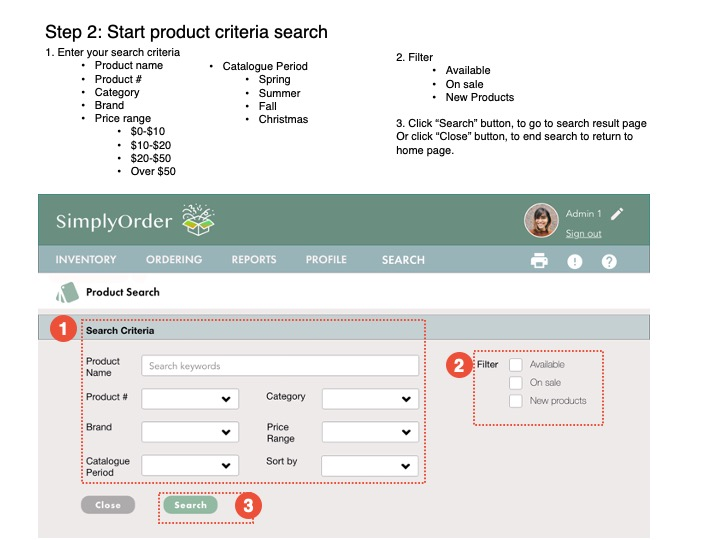 Step 2: Start product criteria search
1. Enter your search criteria
• Product name
• Product #
• Category
• Brand
• Price range
• $0-$10
• $10-$20
• $20-$50
• Over $50
• Catalogue Period
• Spring
• Summer
• Fall
• Christmas
2. Filter
• Available
• On sale
• New Products
3. Click “Search” button, to go to search result page
Or click “Close” button, to end search to return to
home page.
SimplyOrder
Admin 1
Sign out
INVENTORY ORDERING REPORTS PROFILE SEARCH
! ?
Product Search
1
Search Criteria
Product
Name
Search keywords
Product #
Category
Brand
Price
Range
Catalogue
Period
Sort by
2
Filter
Available
On sale
New products
Close
Search
3